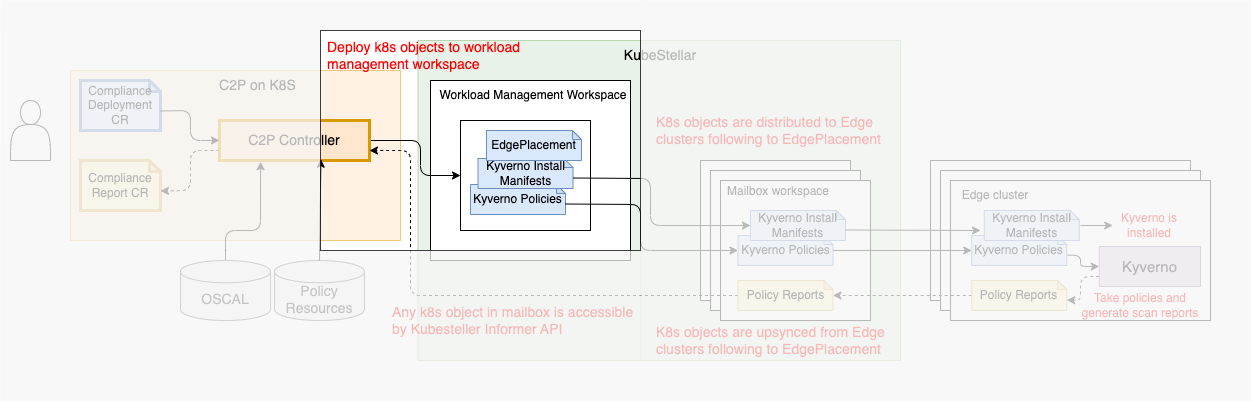 Deploy k8s objects to workload
management workspace
KubeStellar
C2P on K8S
Compliance
Deployment
CR
C2P Controller
Compliance
Report CR
OSCAL
Policy
Resources
Workload Management Workspace
EdgePlacement
Kyverno Install
Manifests
Kyverno Policies
K8s objects are distributed to Edge
clusters following to EdgePlacement
Mailbox workspace
Kyverno Install
Manifests
Kyverno Policies
Policy Reports
Any k8s object in mailbox is accessible
by Kubesteller Informer API
K8s objects are upsynced from Edge
clusters following to EdgePlacement
Edge cluster
Kyverno Install
Manifests
Kyverno Policies
Policy Reports
Kyverno is
installed
Kyverno
Take policies and
generate scan reports